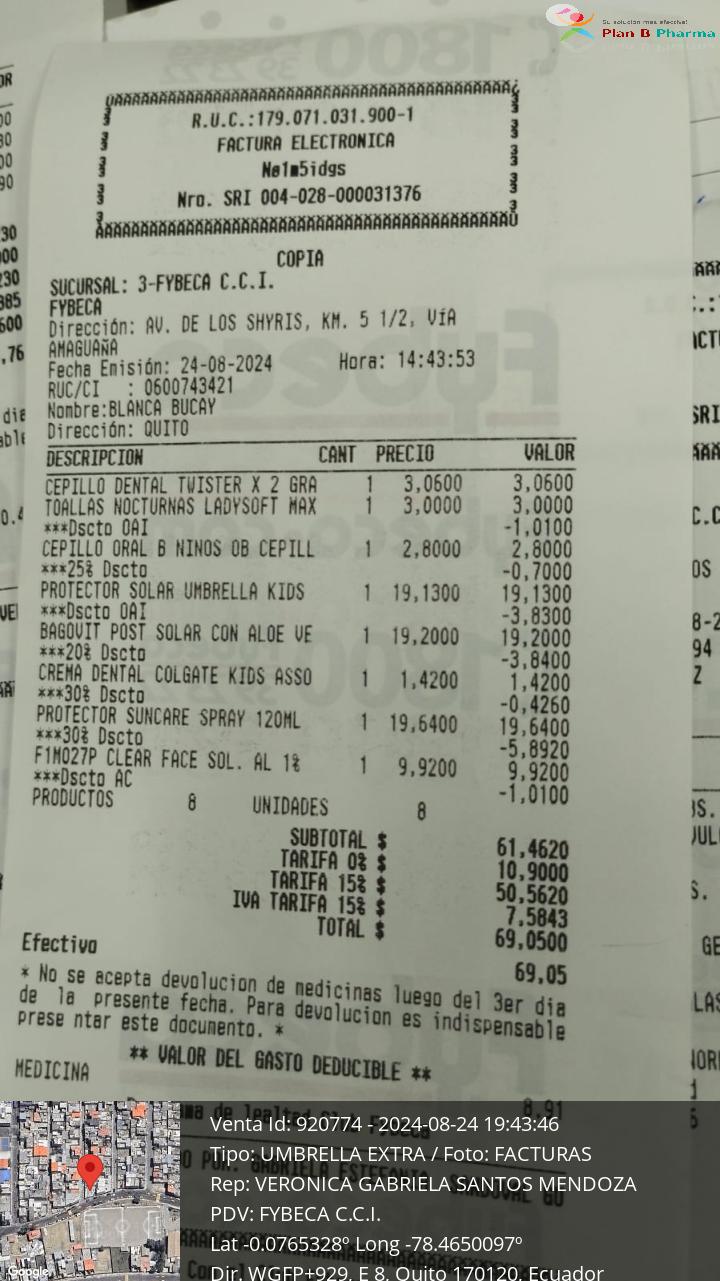 Su solución más efectiva!
Plan B Pharma
R.U.C.:179.071.031.900-1
FACTURA ELECTRONICA
Nro. SRI 004-028-000031376
COPIA
SUCURSAL: 3-FYBECA C.C.I.
FYBECA
Dirección: AV. DE LOS SHYRIS, KM. 5 1/2, VíA
AMAGUAÑA
Fecha Emisión: 24-08-2024 Hora: 14:43:53
RUC/CI : 0600743421
Nombre:BLANCA BUCAY
Dirección: QUITO
DESCRIPCION CANT PRECIO VALOR
CEPILLO DENTAL TWISTER X 2 GRA 1 3,0600 3,0600
TOALLAS NOCTURNAS LADYSOFT MAX 1 3,0000 3,0000
***Dscto OAI -1,0100
CEPILLO ORAL B NINOS OB CEPILL 1 2,8000 2,8000
***25% Dscto -0,7000
PROTECTOR SOLAR UMBRELLA KIDS 1 19,1300 19,1300
***Dscto OAI -3,8300
BAGOVIT POST SOLAR CON ALOE VE 1 19,2000 19,2000
***20% Dscto -3,8400
CREMA DENTAL COLGATE KIDS ASSO 1 1,4200 1,4200
***30% Dscto -0,4260
PROTECTOR SUNCARE SPRAY 120ML 1 19,6400 19,6400
***30% Dscto -5,8920
F1M027P CLEAR FACE SOL. AL 1% 1 9,9200 9,9200
***Dscto AC -1,0100
PRODUCTOS 8 UNIDADES 8
SUBTOTAL $ 61,4620
TARIFA 0% $ 10,9000
TARIFA 15% $ 50,5620
IVA TARIFA 15% $ 7,5843
TOTAL $ 69,0500
Efectivo 69,05
* No se acepta devolucion de medicinas luego del 3er dia
de la presente fecha. Para devolucion es indispensable
prese ntar este documento. *
** VALOR DEL GASTO DEDUCIBLE **
MEDICINA 8,91
Venta Id: 920774 - 2024-08-24 19:43:46
Tipo: UMBRELLA EXTRA / Foto: FACTURAS
Rep: VERONICA GABRIELA SANTOS MENDOZA
PDV: FYBECA C.C.I.
Lat -0.0765328º Long -78.4650097º
Dir. WGFP+929, E 8, Quito 170120, Ecuador
Google